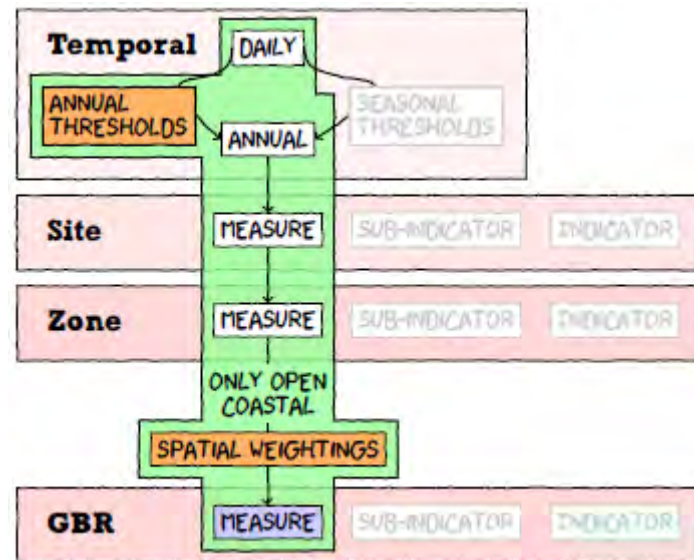 Temporal
DAILY
ANNUAL
THRESHOLDS
SEASONAL
THRESHOLDS
ANNUAL
Site
MEASURE
SUB-INDICATOR
INDICATOR
Zone
MEASURE
SUB-INDICATOR
INDICATOR
ONLY OPEN
COASTAL
SPATIAL WEIGHTINGS
GBR
MEASURE
SUB-INDICATOR
INDICATOR